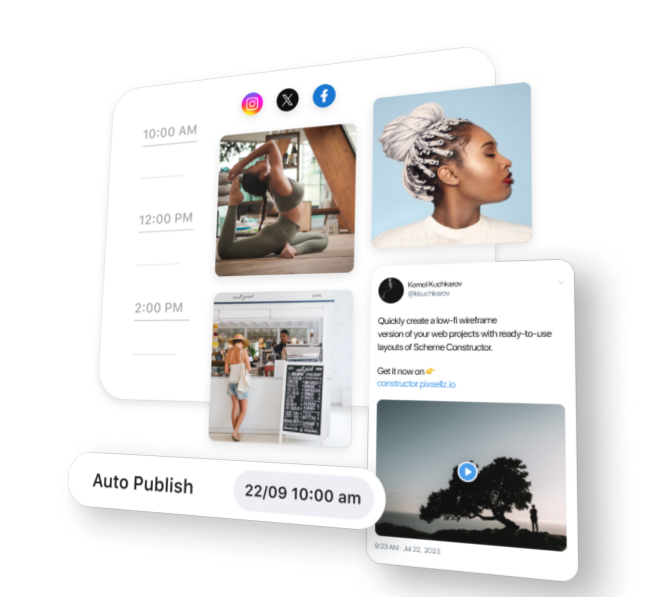 10:00 AM
12:00 PM
2:00 PM
Kemel Kuchkarov
@kkuchkarov
Quickly create a low-fi wireframe
version of your web projects with ready-to-use
layouts of Scheme Constructor.
Get it now on 👉
constructor.pixsellz.io
9:23 AM · Jul 22, 2023
Auto Publish
22/09 10:00 am